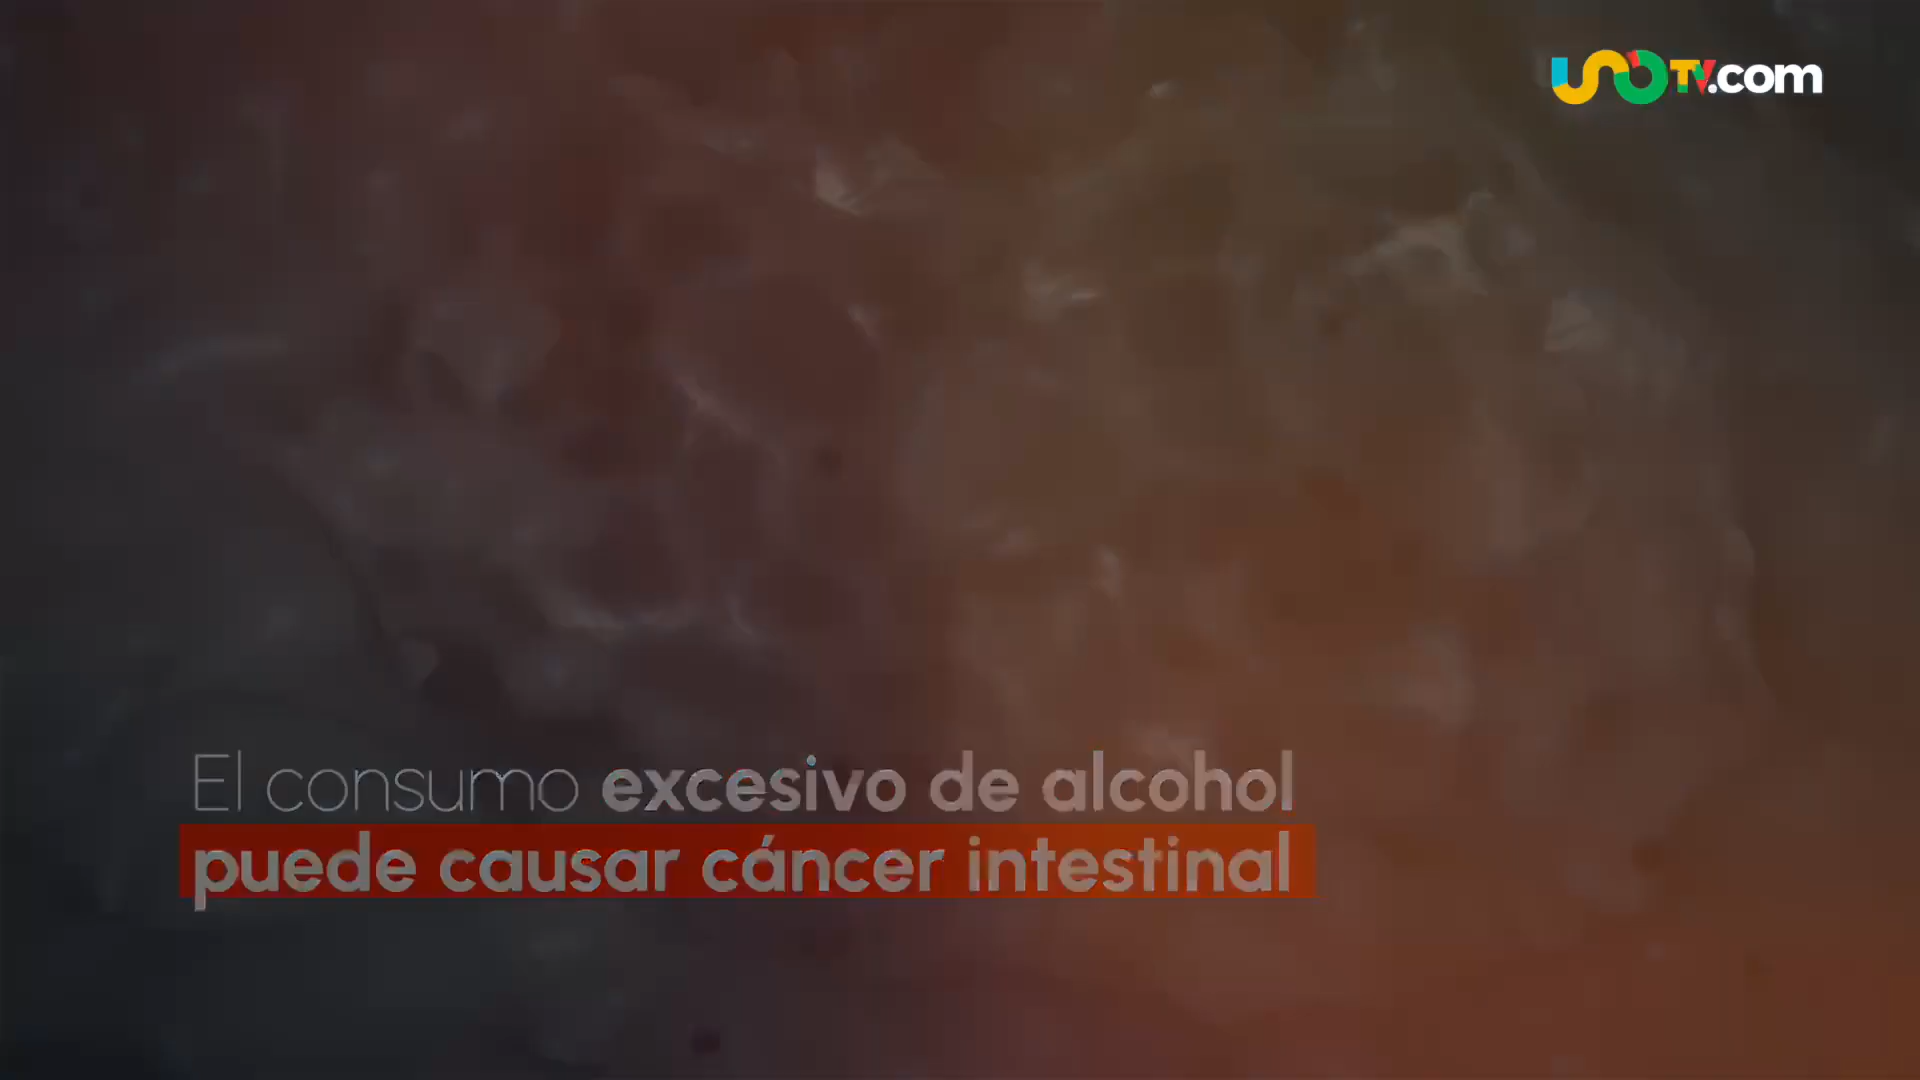 UNOTV.com
El consumo excesivo de alcohol
puede causar cáncer intestinal